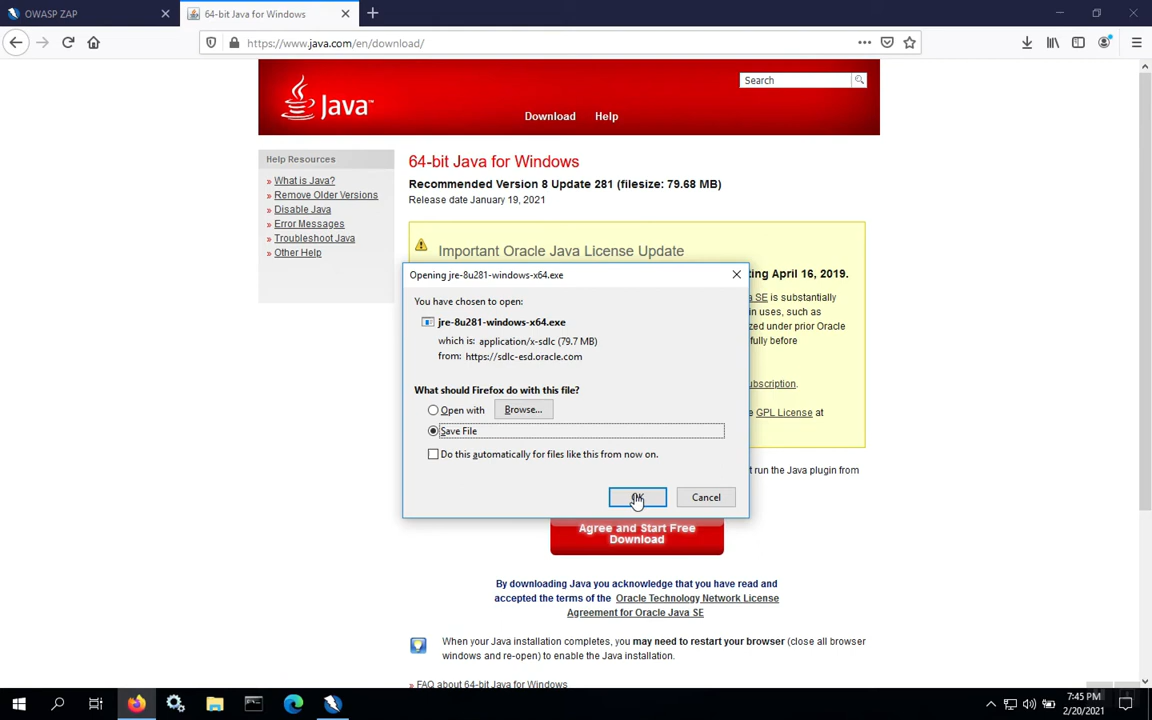 OWASP ZAP
64-bit Java for Windows
https://www.java.com/en/download/
Java™
Search
Download
Help
Help Resources
» What is Java?
» Remove Older Versions
» Disable Java
» Error Messages
» Troubleshoot Java
» Other Help
64-bit Java for Windows
Recommended Version 8 Update 281 (filesize: 79.68 MB)
Release date January 19, 2021
Important Oracle Java License Update
ting April 16, 2019.
a SE is substantially
n uses, such as
zed under prior Oracle
efully before
ubscription.
e GPL License at
t run the Java plugin from
Opening jre-8u281-windows-x64.exe
You have chosen to open:
jre-8u281-windows-x64.exe
which is: application/x-sdlc (79.7 MB)
from: https://sdlc-esd.oracle.com
What should Firefox do with this file?
Open with
Browse...
Save File
Do this automatically for files like this from now on.
OK
Cancel
Agree and Start Free
Download
By downloading Java you acknowledge that you have read and
accepted the terms of the Oracle Technology Network License
Agreement for Oracle Java SE
When your Java installation completes, you may need to restart your browser (close all browser
windows and re-open) to enable the Java installation.
» FAQ about 64-bit Java for Windows
7:45 PM
2/20/2021